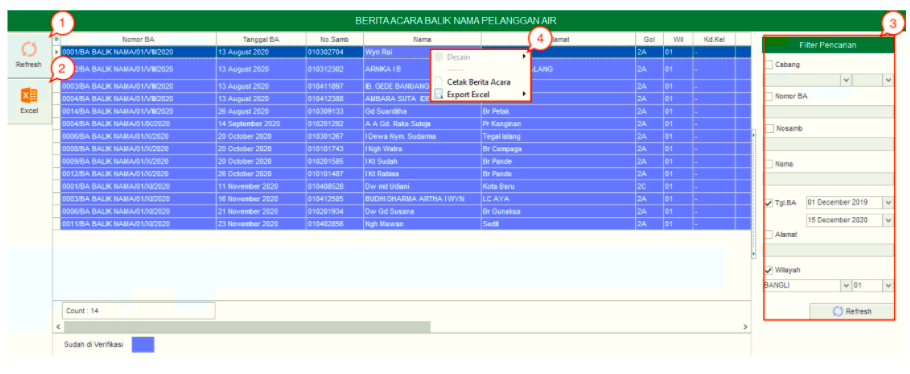 BERITA ACARA BALIK NAMA PELANGGAN AIR
1
3
Nomor BA Tanggal BA No.Samb Nama Alamat Gol Wil Kd.Kel
4
Filter Pencarian
Refresh
2
Excel
0001/BA BALIK NAMA/01/VIII/2020 13 August 2020 010302704 Wyn Rai 2A 01 -
/BA BALIK NAMA/01/VIII/2020 13 August 2020 010312302 ARNIKA I B LANG 2A 01 -
0003/BA BALIK NAMA/01/VIII/2020 13 August 2020 010411897 IB. GEDE BANUANG 2A 01 -
0004/BA BALIK NAMA/01/VIII/2020 13 August 2020 010412388 AMBARA SUTA 2A 01 -
0014/BA BALIK NAMA/01/VIII/2020 26 August 2020 010309133 Gd Suarditha Br Petak 2A 01 -
0004/BA BALIK NAMA/01/IX/2020 14 September 2020 010201292 A A Gd. Raka Suteja Pr Kanginan 2A 01 -
0006/BA BALIK NAMA/01/X/2020 20 October 2020 010301267 I Dewa Nym. Sudarma Tegal lalang 2A 01 -
0008/BA BALIK NAMA/01/X/2020 20 October 2020 010101743 I Ngh Watra Br Cempaga 2A 01 -
0009/BA BALIK NAMA/01/X/2020 20 October 2020 010201585 I Kt Sudah Br Pande 2A 01 -
0012/BA BALIK NAMA/01/X/2020 26 October 2020 010101487 I Kt Rabias Br Pande 2A 01 -
0001/BA BALIK NAMA/01/XI/2020 11 November 2020 010408528 Dw md Udiani Kota Baru 2C 01 -
0003/BA BALIK NAMA/01/XI/2020 16 November 2020 010412505 BUDHI DHARMA ARTHA I WYN LC AYA 2A 01 -
0006/BA BALIK NAMA/01/XI/2020 21 November 2020 010201934 Dw Gd Susana Br Gunaksa 2A 01 -
0011/BA BALIK NAMA/01/XI/2020 23 November 2020 010402856 Ngh Mawan Sedit 2A 01 -
Desain
Cetak Berita Acara
Export Excel
Cabang
Nomor BA
Nosamb
Nama
Tgl.BA 01 December 2019
15 December 2020
Alamat
Wilayah
BANGLI 01
Refresh
Count : 14
Sudah di Verifikasi